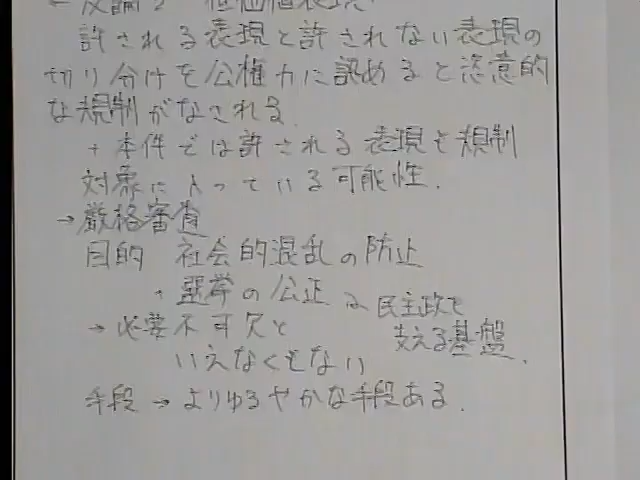 ← 反論2 低価値表現
許される表現と許されない表現の
切り分けを公権力に認めると恣意的
な規制がなされる.
+ 本件では許される表現も規制
対象に入っている可能性.
→ 厳格審査
目的 社会的混乱の防止
・選挙の公正 は民主政を
支える基盤.
→ 必要不可欠と
いえなくもない
手段 → よりゆるやかな手段ある.